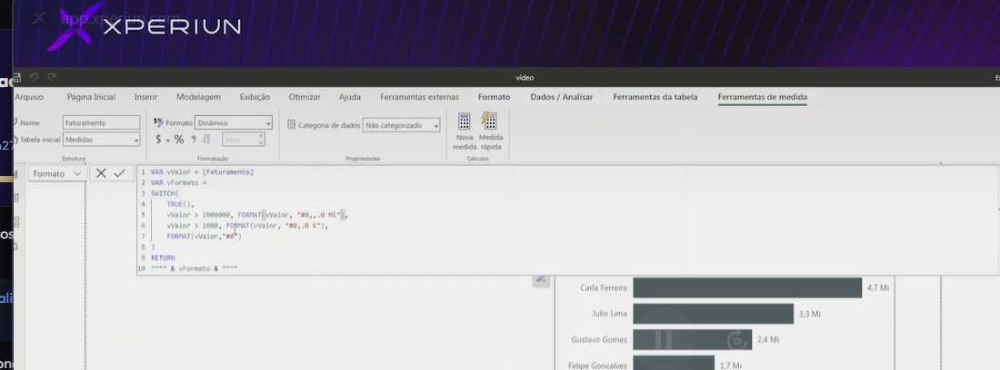 app.xperiun.com
XPERIUN
vídeo
Arquivo Página Inicial Inserir Modelagem Exibição Otimizar Ajuda Ferramentas externas Formato Dados / Analisar Ferramentas da tabela Ferramentas de medida
Nome Faturamento
Formato Dinâmico
Categoria de dados Não categorizado
Tabela inicial Medidas
$ % Auto
Nova medida
Medida rápida
Estrutura Formatação Propriedades Cálculos
Formato
1 VAR vValor = [Faturamento]
2 VAR vFormato =
3 SWITCH(
4 TRUE(),
5 vValor > 1000000, FORMAT(vValor, "#0,,.0 Mi"),
6 vValor > 1000, FORMAT(vValor, "#0,.0 K"),
7 FORMAT(vValor,"#0")
8 )
9 RETURN
10 """" & vFormato & """"
Carla Ferreira 4,7 Mi
Julio Lima 3,3 Mi
Gustavo Gomes 10 2,4 Mi
Felipe Goncalves 1,7 Mi